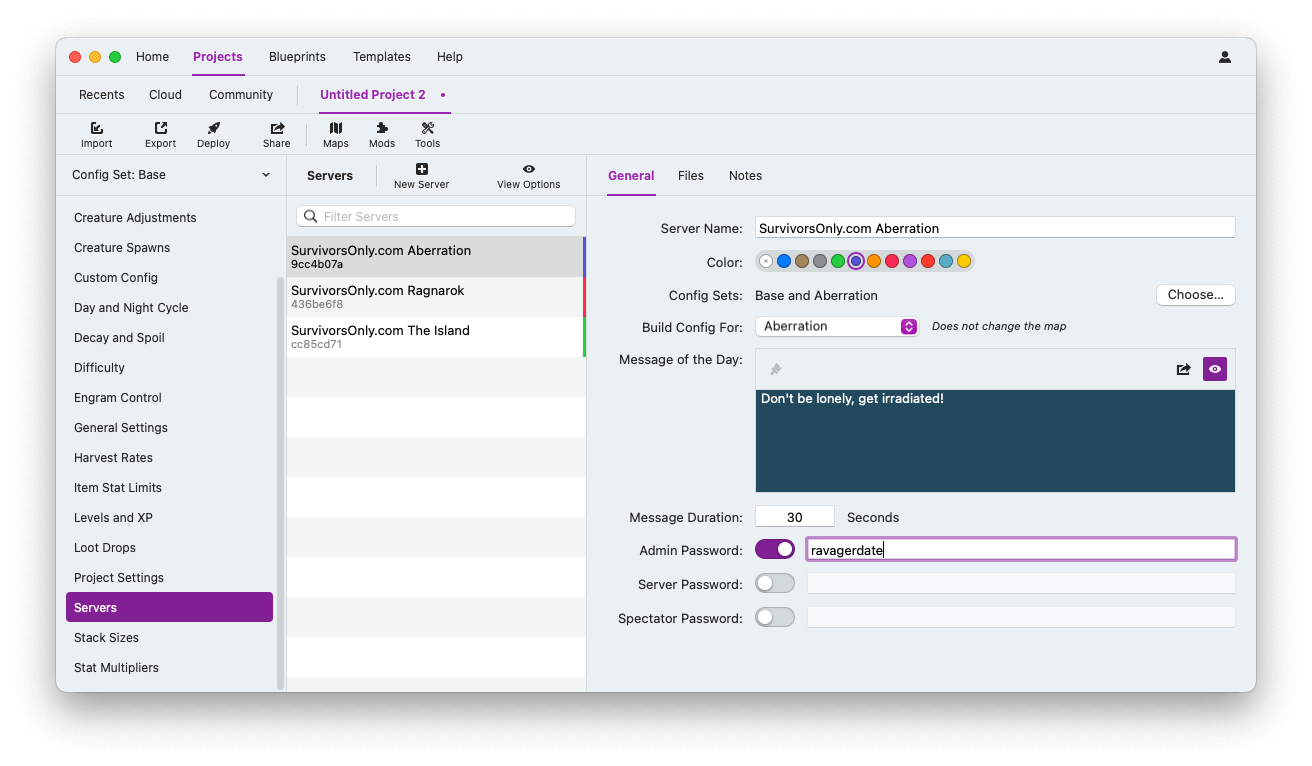 Home Projects Blueprints Templates Help
Recents Cloud Community Untitled Project 2 •
Import Export Deploy Share Maps Mods Tools
Config Set: Base
Creature Adjustments
Creature Spawns
Custom Config
Day and Night Cycle
Decay and Spoil
Difficulty
Engram Control
General Settings
Harvest Rates
Item Stat Limits
Levels and XP
Loot Drops
Project Settings
Servers
Stack Sizes
Stat Multipliers
Servers New Server View Options
Filter Servers
SurvivorsOnly.com Aberration
9cc4b07a
SurvivorsOnly.com Ragnarok
436be6f8
SurvivorsOnly.com The Island
cc85cd71
General Files Notes
Server Name: SurvivorsOnly.com Aberration
Color:
Config Sets: Base and Aberration Choose...
Build Config For: Aberration Does not change the map
Message of the Day:
Don't be lonely, get irradiated!
Message Duration: 30 Seconds
Admin Password: ravagerdate
Server Password:
Spectator Password: